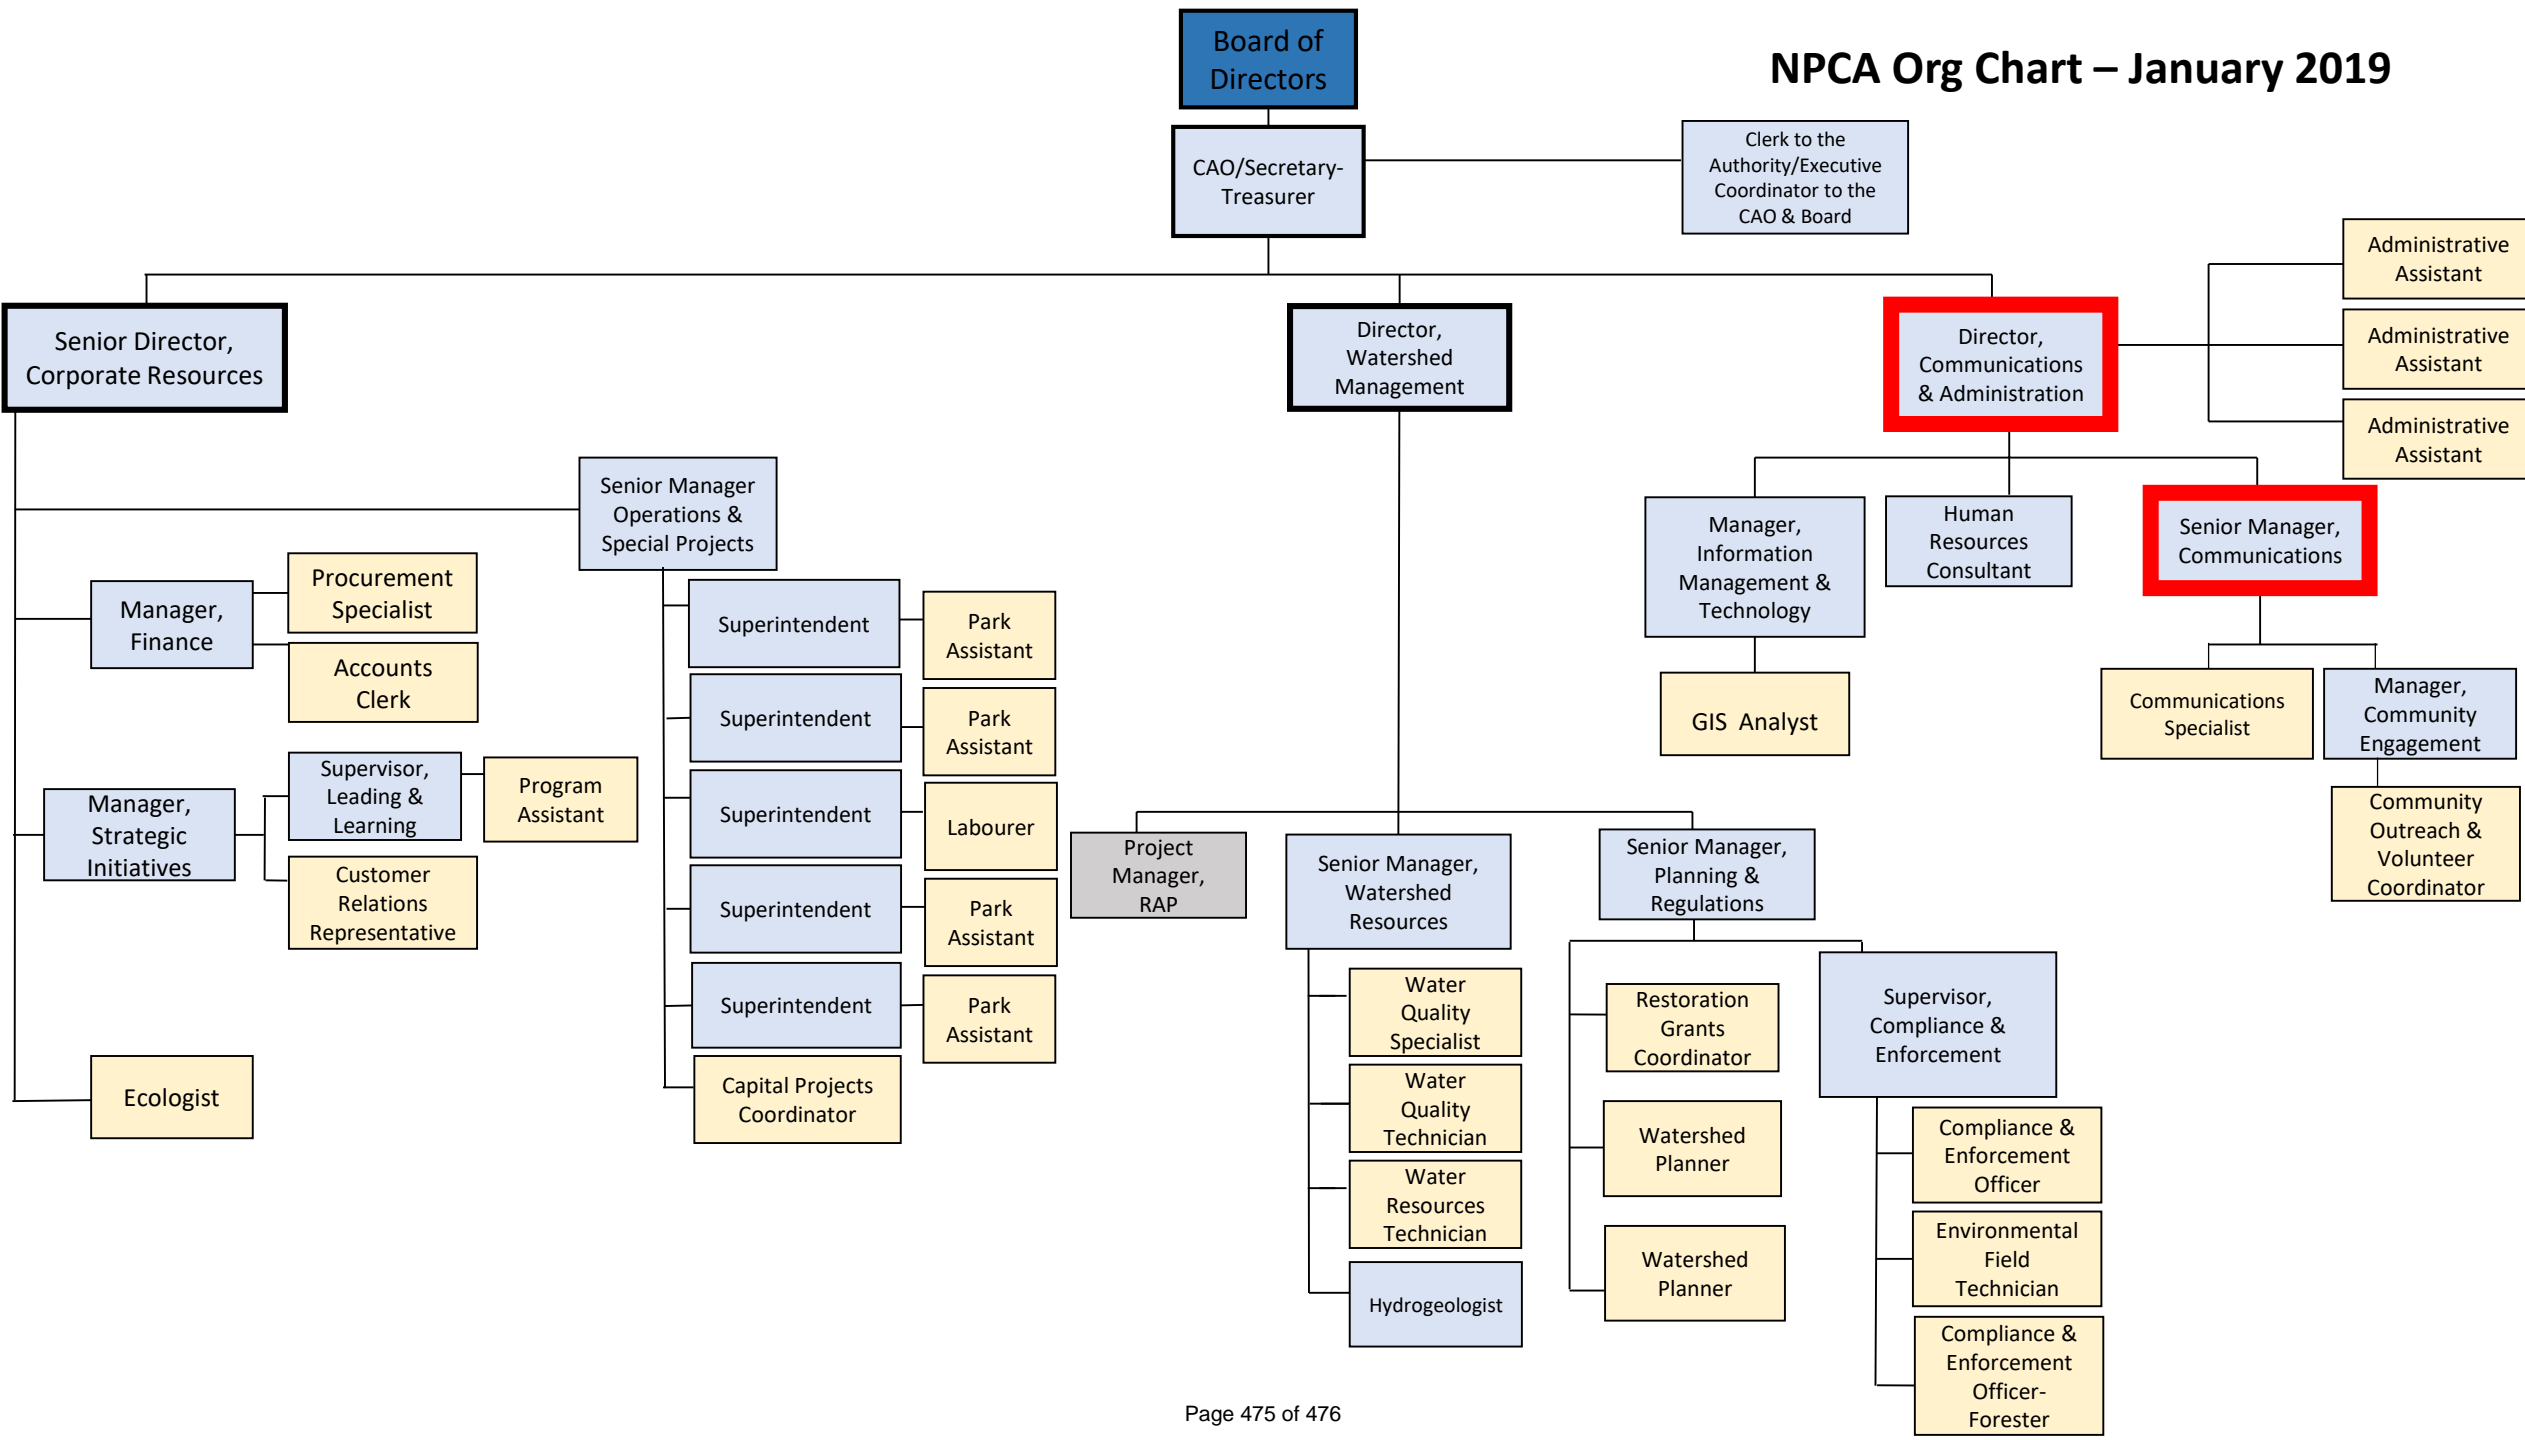 Board of
Directors
NPCA Org Chart – January 2019
CAO/Secretary-
Treasurer
Clerk to the
Authority/Executive
Coordinator to the
CAO & Board
Administrative
Assistant
Administrative
Assistant
Administrative
Assistant
Senior Director,
Corporate Resources
Director,
Watershed
Management
Director,
Communications
& Administration
Senior Manager
Operations &
Special Projects
Manager,
Information
Management &
Technology
Human
Resources
Consultant
Senior Manager,
Communications
Manager,
Finance
Procurement
Specialist
Accounts
Clerk
Superintendent
Park
Assistant
Superintendent
Park
Assistant
Superintendent
Labourer
Superintendent
Park
Assistant
Superintendent
Park
Assistant
Capital Projects
Coordinator
GIS  Analyst
Communications
Specialist
Manager,
Community
Engagement
Community
Outreach &
Volunteer
Coordinator
Manager,
Strategic
Initiatives
Supervisor,
Leading &
Learning
Program
Assistant
Customer
Relations
Representative
Ecologist
Project
Manager,
RAP
Senior Manager,
Watershed
Resources
Senior Manager,
Planning &
Regulations
Water
Quality
Specialist
Water
Quality
Technician
Water
Resources
Technician
Hydrogeologist
Restoration
Grants
Coordinator
Watershed
Planner
Watershed
Planner
Supervisor,
Compliance &
Enforcement
Compliance &
Enforcement
Officer
Environmental
Field
Technician
Compliance &
Enforcement
Officer-
Forester
Page 475 of 476